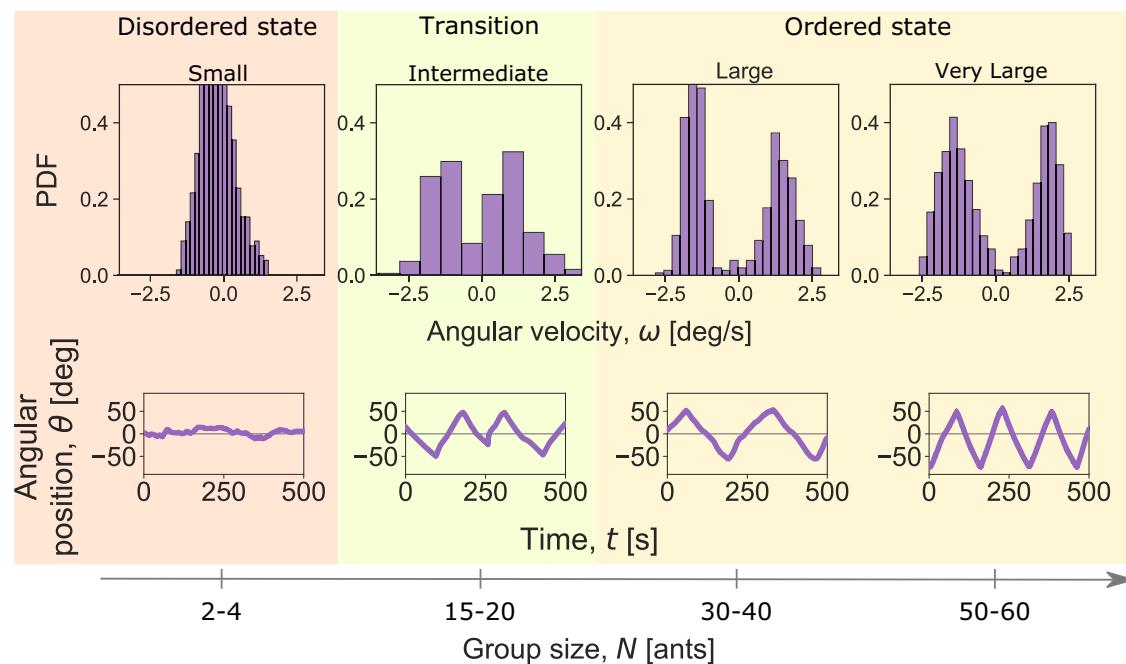 Disordered state Transition Ordered state
Small Intermediate Large Very Large
PDF
0.4 0.4 0.4 0.4
0.2 0.2 0.2 0.2
0.0 0.0 0.0 0.0
−2.5 0.0 2.5 −2.5 0.0 2.5 −2.5 0.0 2.5 −2.5 0.0 2.5
Angular velocity, ω [deg/s]
Angular
position, θ [deg]
50 50 50 50
0 0 0 0
−50 −50 −50 −50
0 250 500 0 250 500 0 250 500 0 250 500
Time, t [s]
2-4 15-20 30-40 50-60
Group size, N [ants]